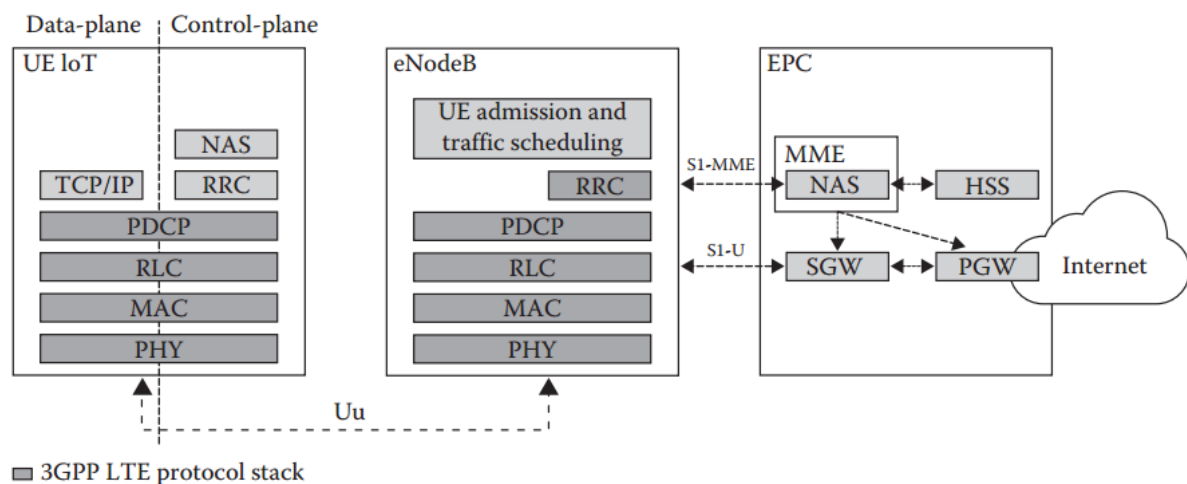 Data-plane
Control-plane
UE loT
NAS
TCP/IP
RRC
PDCP
RLC
MAC
PHY
eNodeB
UE admission and
traffic scheduling
RRC
PDCP
RLC
MAC
PHY
Uu
S1-MME
S1-U
EPC
MME
NAS
HSS
SGW
PGW
Internet
3GPP LTE protocol stack